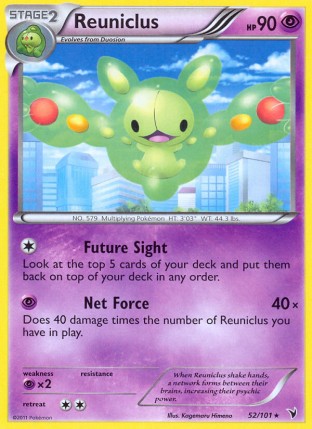 STAGE2 Reuniclus HP90
Evolves from Duosion
NO. 579 Multiplying Pokémon HT. 3'03" WT. 44.3 lbs.
Future Sight
Look at the top 5 cards of your deck and put them
back on top of your deck in any order.
Net Force 40×
Does 40 damage times the number of Reuniclus you
have in play.
weakness resistance
×2
retreat
When Reuniclus shake hands,
a network forms between their
brains, increasing their psychic
power.
©2011 Pokémon
Illus. Kagemaru Himeno 52/101 ★